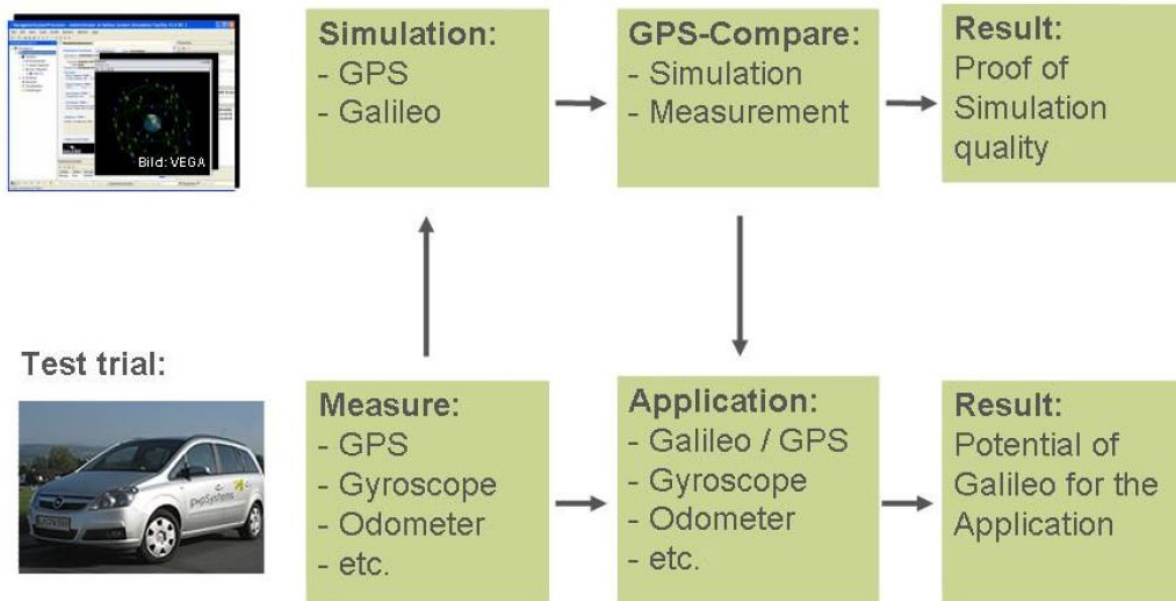 Bild: VEGA
Simulation:
- GPS
- Galileo
GPS-Compare:
- Simulation
- Measurement
Result:
Proof of
Simulation
quality
Test trial:
gwpSystems
Measure:
- GPS
- Gyroscope
- Odometer
- etc.
Application:
- Galileo / GPS
- Gyroscope
- Odometer
- etc.
Result:
Potential of
Galileo for the
Application